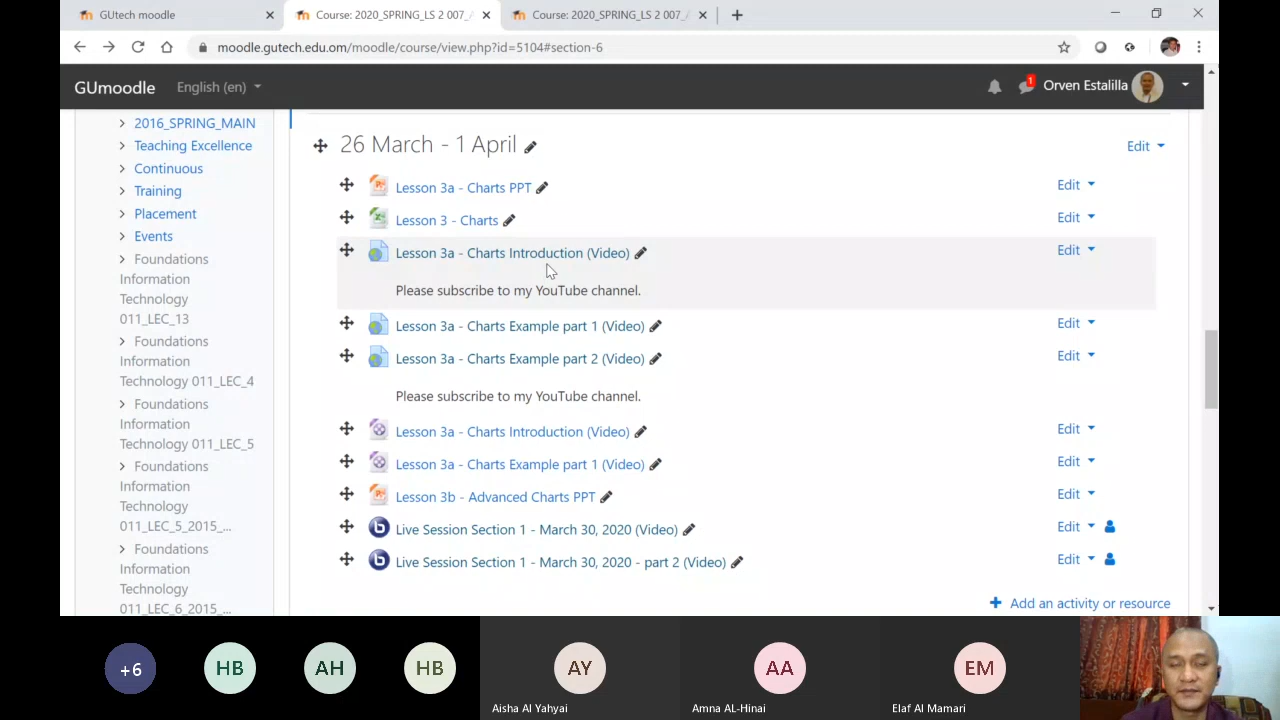 GUtech moodle
Course: 2020_SPRING_LS 2 007_
Course: 2020_SPRING_LS 2 007_
moodle.gutech.edu.om/moodle/course/view.php?id=5104#section-6
GUmoodle
English (en)
1
Orven Estalilla
2016_SPRING_MAIN
Teaching Excellence
Continuous
Training
Placement
Events
Foundations
Information
Technology
011_LEC_13
Foundations
Information
Technology 011_LEC_4
Foundations
Information
Technology 011_LEC_5
Foundations
Information
Technology
011_LEC_5_2015_...
Foundations
Information
Technology
011_LEC_6_2015_...
26 March - 1 April
Edit
Lesson 3a - Charts PPT
Edit
Lesson 3 - Charts
Edit
Lesson 3a - Charts Introduction (Video)
Edit
Please subscribe to my YouTube channel.
Lesson 3a - Charts Example part 1 (Video)
Edit
Lesson 3a - Charts Example part 2 (Video)
Edit
Please subscribe to my YouTube channel.
Lesson 3a - Charts Introduction (Video)
Edit
Lesson 3a - Charts Example part 1 (Video)
Edit
Lesson 3b - Advanced Charts PPT
Edit
Live Session Section 1 - March 30, 2020 (Video)
Edit
Live Session Section 1 - March 30, 2020 - part 2 (Video)
Edit
Add an activity or resource
+6
HB
AH
HB
AY
Aisha Al Yahyai
AA
Amna AL-Hinai
EM
Elaf Al Mamari